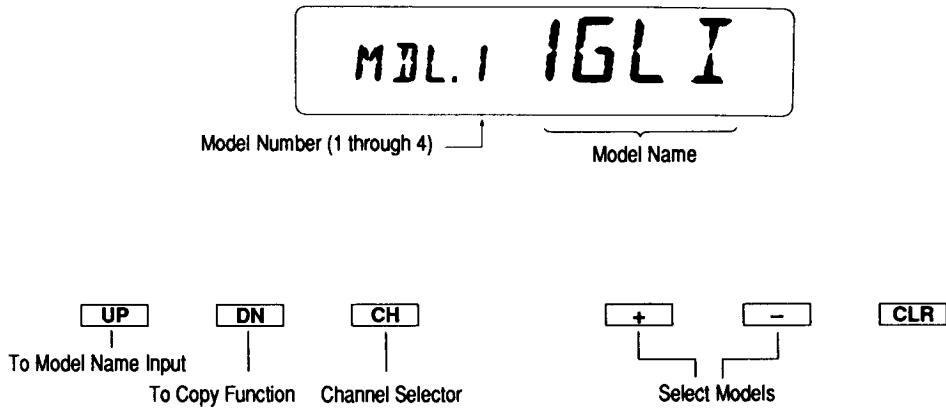 MDL.1 1GLI
Model Number (1 through 4)
Model Name
UP DN CH + − CLR
To Model Name Input
To Copy Function Channel Selector Select Models